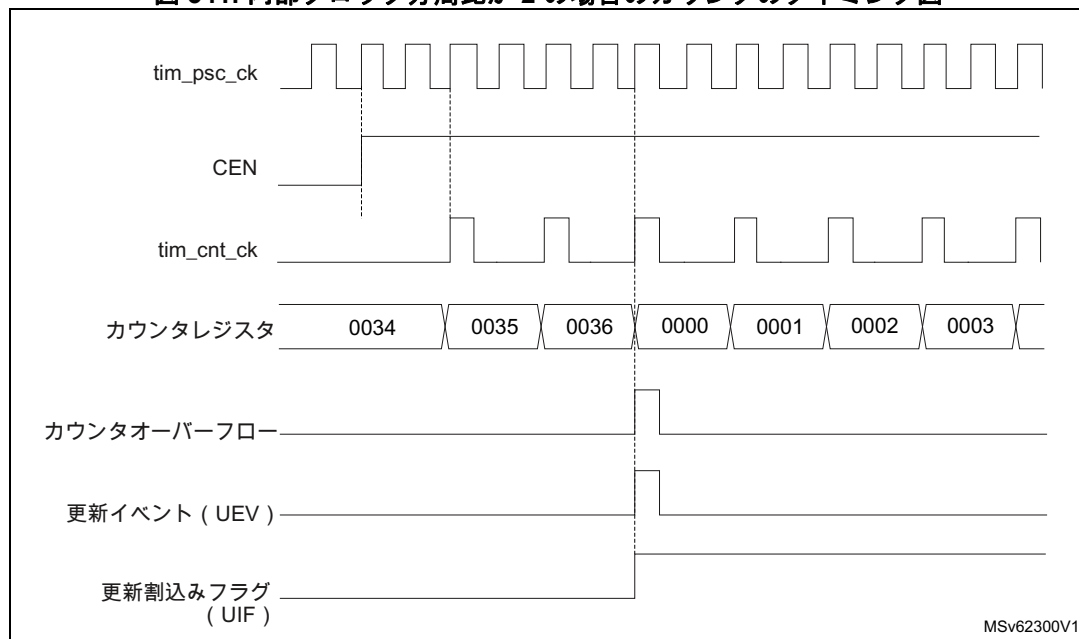 tim_psc_ck
CEN
tim_cnt_ck
カウンタレジスタ 0034 0035 0036 0000 0001 0002 0003
カウンタオーバーフロー
更新イベント（UEV）
更新割込みフラグ
（UIF）
MSv62300V1